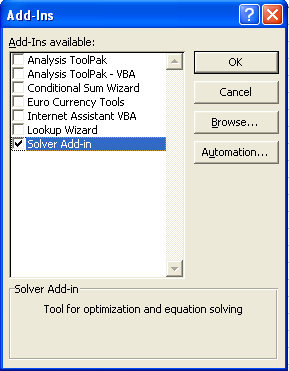 Add-Ins
Add-Ins available:
Analysis ToolPak
Analysis ToolPak - VBA
Conditional Sum Wizard
Euro Currency Tools
Internet Assistant VBA
Lookup Wizard
Solver Add-in
OK
Cancel
Browse...
Automation...
Solver Add-in
Tool for optimization and equation solving